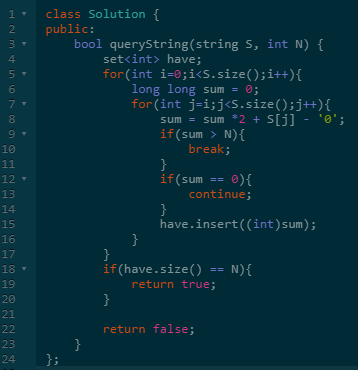 1 class Solution {
2 public:
3     bool queryString(string S, int N) {
4         set<int> have;
5         for(int i=0;i<S.size();i++){
6             long long sum = 0;
7             for(int j=i;j<S.size();j++){
8                 sum = sum *2 + S[j] - '0';
9                 if(sum > N){
10                     break;
11                 }
12                 if(sum == 0){
13                     continue;
14                 }
15                 have.insert((int)sum);
16             }
17         }
18         if(have.size() == N){
19             return true;
20         }
21
22         return false;
23     }
24 };